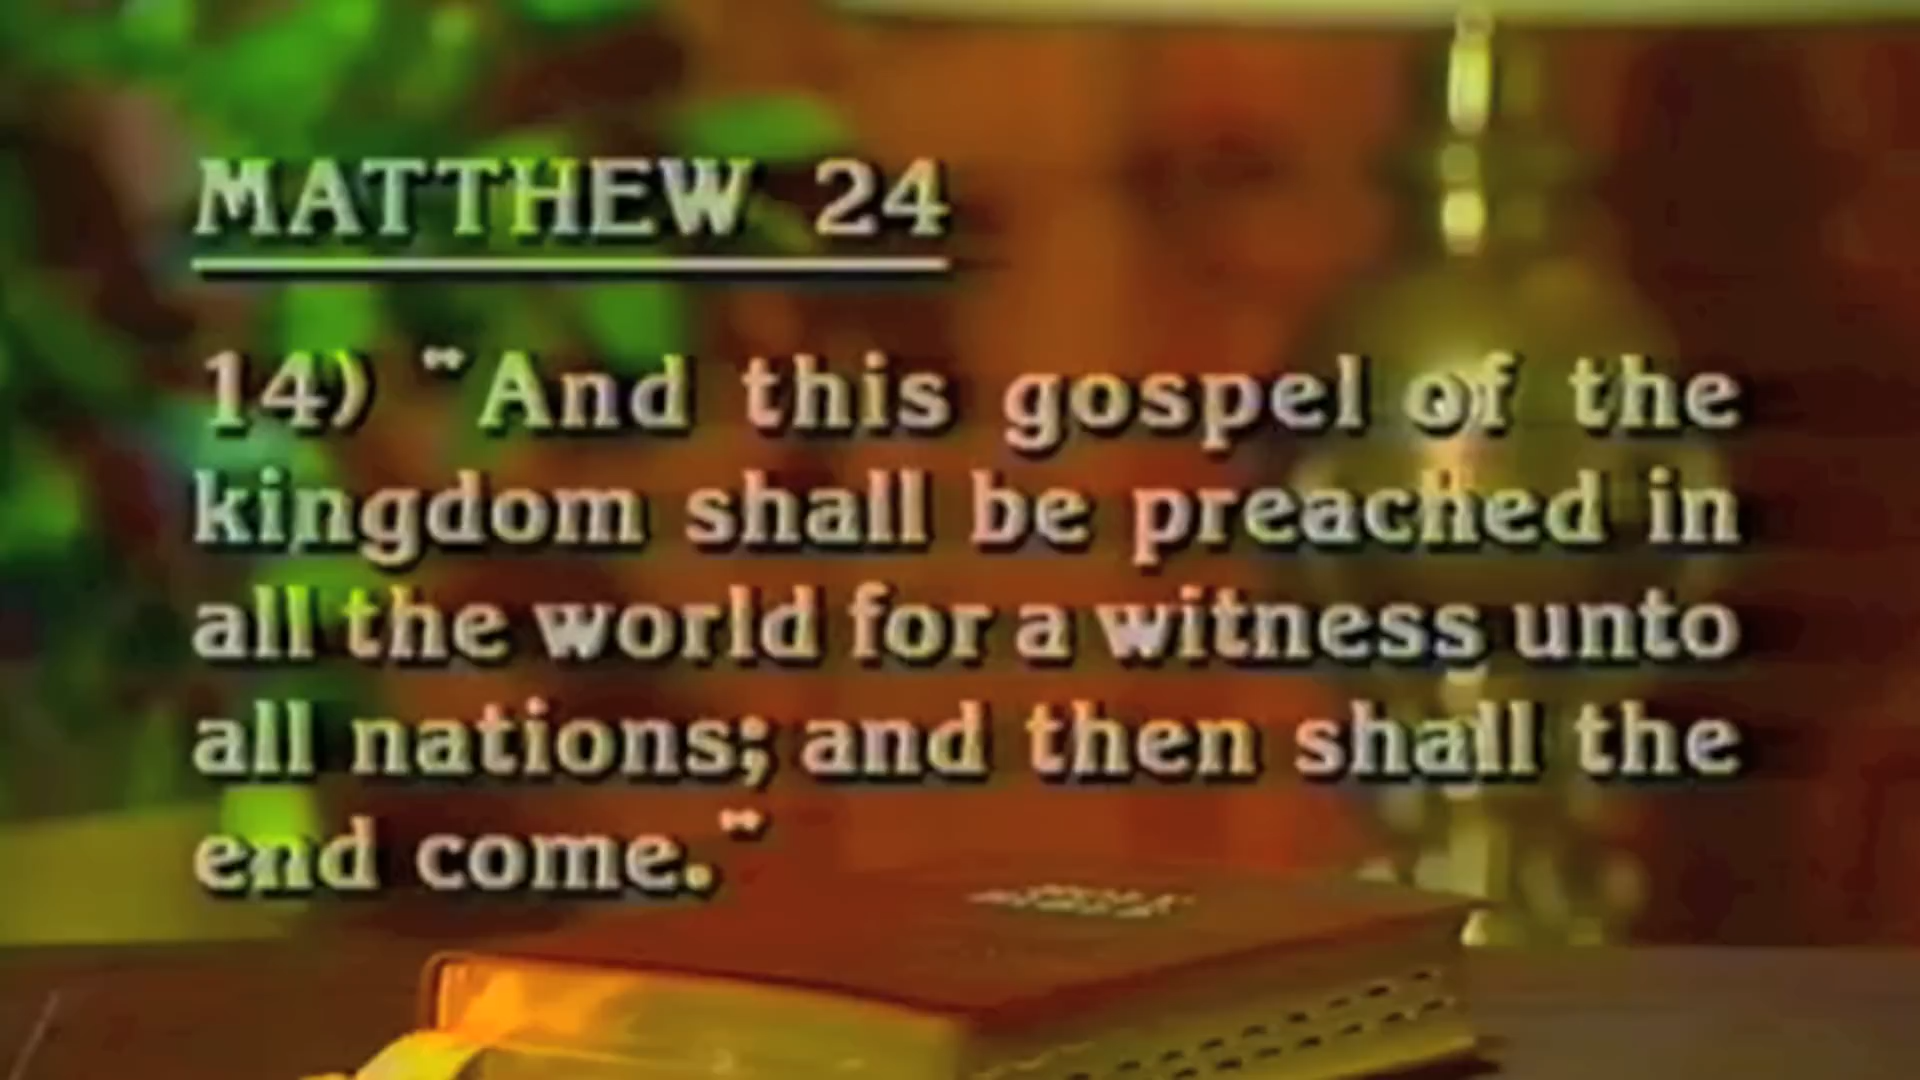 MATTHEW 24
14) "And this gospel of the
kingdom shall be preached in
all the world for a witness unto
all nations; and then shall the
end come."